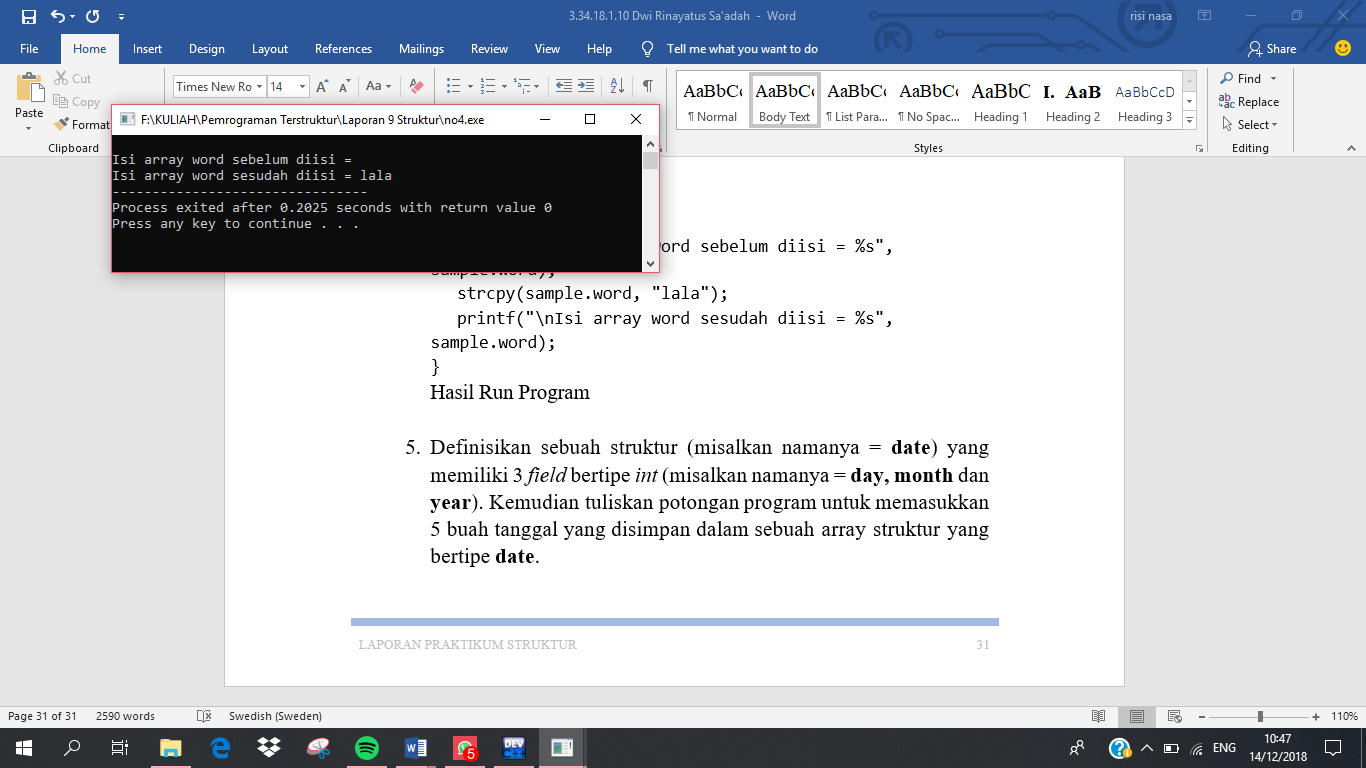 3.34.18.1.10 Dwi Rinayatus Sa'adah - Word
risi nasa
File Home Insert Design Layout References Mailings Review View Help Tell me what you want to do Share
Paste
Cut
Copy
Format
Clipboard
Times New Ro 14
AaBbCc AaBbCc AaBbCc AaBbCc AaBbC I. AaB AaBbCcD
¶ Normal Body Text ¶ List Para... ¶ No Spac... Heading 1 Heading 2 Heading 3
Styles
Find
Replace
Select
Editing
F:\KULIAH\Pemrograman Terstruktur\Laporan 9 Struktur\no4.exe
Isi array word sebelum diisi =
Isi array word sesudah diisi = lala
--------------------------------
Process exited after 0.2025 seconds with return value 0
Press any key to continue . . .
ord sebelum diisi = %s",
sample.word);
strcpy(sample.word, "lala");
printf("\nIsi array word sesudah diisi = %s",
sample.word);
}
Hasil Run Program
5. Definisikan sebuah struktur (misalkan namanya = date) yang
memiliki 3 field bertipe int (misalkan namanya = day, month dan
year). Kemudian tuliskan potongan program untuk memasukkan
5 buah tanggal yang disimpan dalam sebuah array struktur yang
bertipe date.
LAPORAN PRAKTIKUM STRUKTUR 31
Page 31 of 31 2590 words Swedish (Sweden) 110%
DEV
5
ENG
10:47
14/12/2018